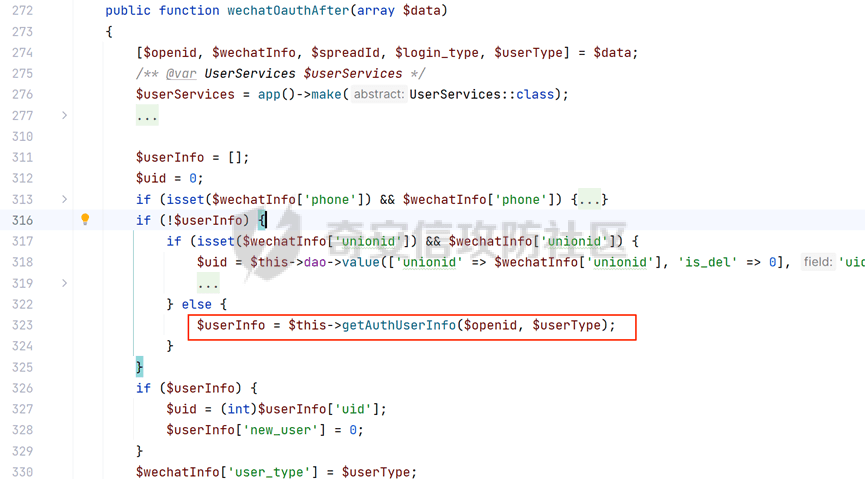 272 public function wechatOauthAfter(array $data)
273 {
274 [$openid, $wechatInfo, $spreadId, $login_type, $userType] = $data;
275 /** @var UserServices $userServices */
276 $userServices = app()->make( abstract: UserServices::class);
277 ...
310
311 $userInfo = [];
312 $uid = 0;
313 if (isset($wechatInfo['phone']) && $wechatInfo['phone']) {...}
316 if (!$userInfo) {
317 if (isset($wechatInfo['unionid']) && $wechatInfo['unionid']) {
318 $uid = $this->dao->value(['unionid' => $wechatInfo['unionid'], 'is_del' => 0], field: 'uid
319 ...
322 } else {
323 $userInfo = $this->getAuthUserInfo($openid, $userType);
324 }
325 }
326 if ($userInfo) {
327 $uid = (int)$userInfo['uid'];
328 $userInfo['new_user'] = 0;
329 }
330 $wechatInfo['user_type'] = $userType;
奇安信攻防社区